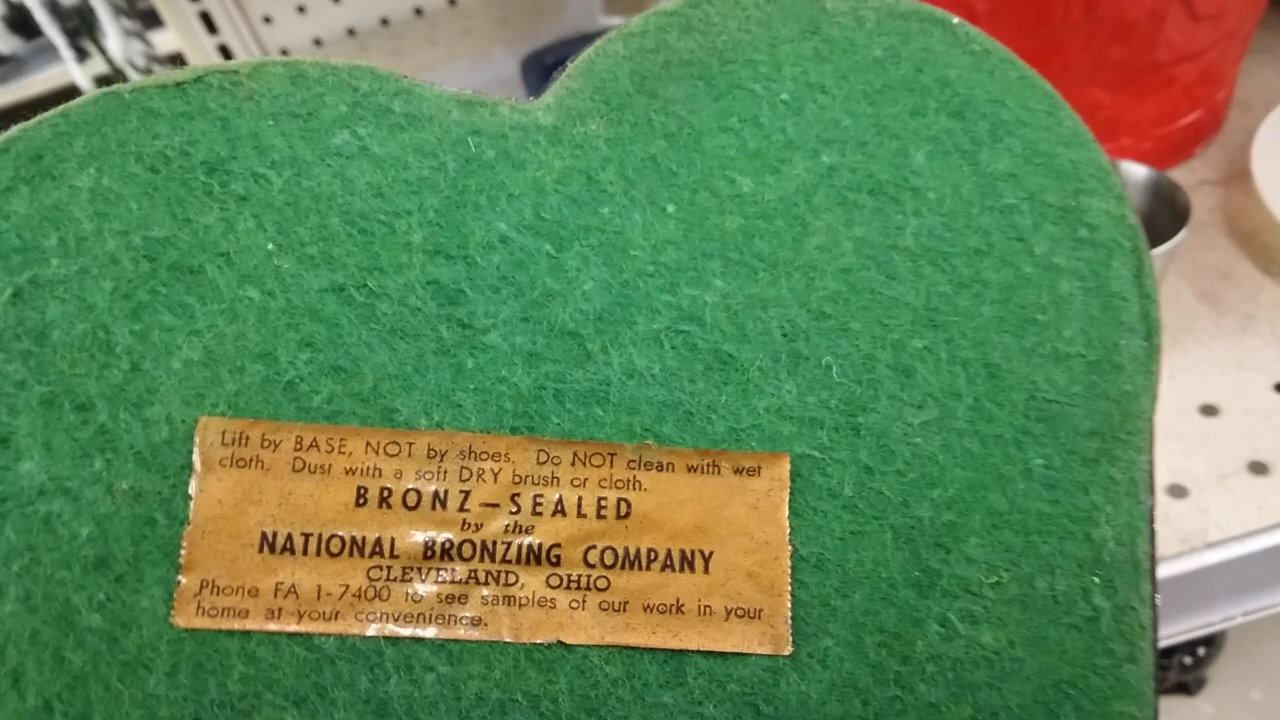 Lift by BASE, NOT by shoes. Do NOT clean with wet
cloth. Dust with a soft DRY brush or cloth.
BRONZ-SEALED
by the
NATIONAL BRONZING COMPANY
CLEVELAND, OHIO
Phone FA 1-7400 to see samples of our work in your
home at your convenience.